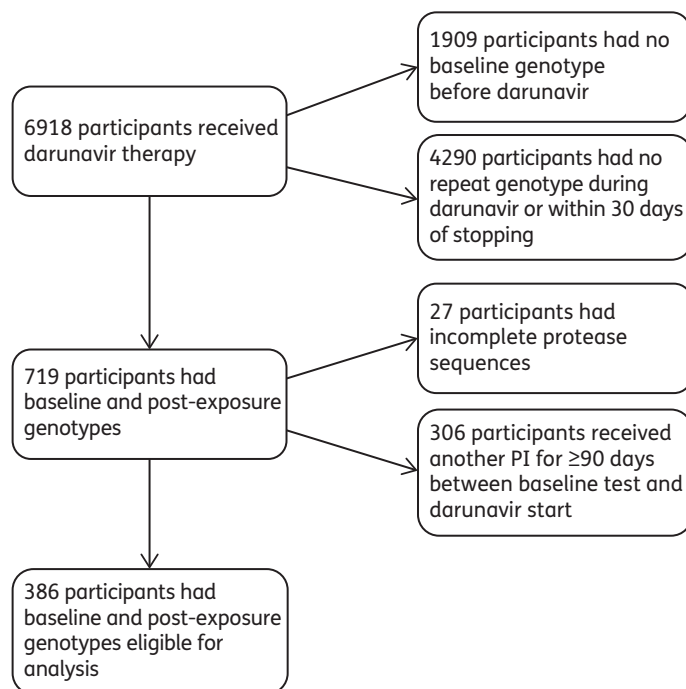 1909 participants had no
baseline genotype
before darunavir
6918 participants received
darunavir therapy
4290 participants had no
repeat genotype during
darunavir or within 30 days
of stopping
27 participants had
incomplete protease
sequences
719 participants had
baseline and post-exposure
genotypes
306 participants received
another PI for ≥90 days
between baseline test and
darunavir start
386 participants had
baseline and post-exposure
genotypes eligible for
analysis